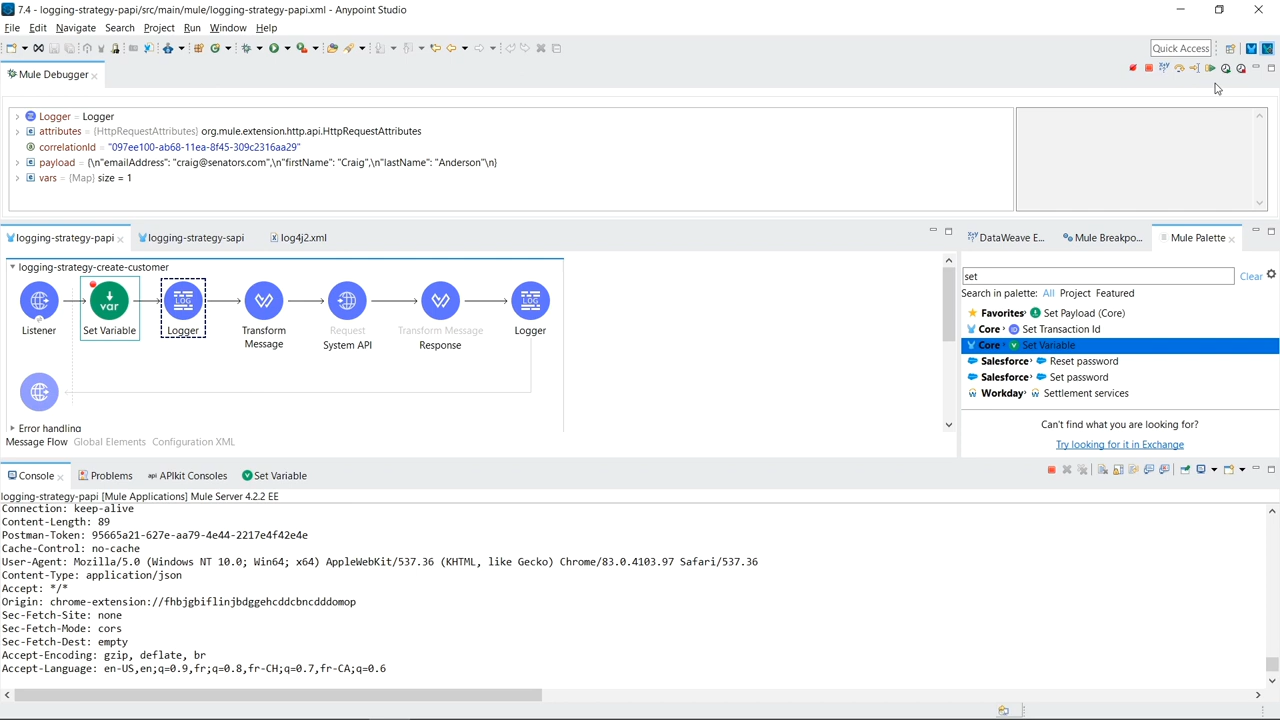 7.4 - logging-strategy-papi/src/main/mule/logging-strategy-papi.xml - Anypoint Studio
File Edit Navigate Search Project Run Window Help
Quick Access
Mule Debugger
Logger = Logger
attributes = {HttpRequestAttributes} org.mule.extension.http.api.HttpRequestAttributes
correlationId = "097ee100-ab68-11ea-8f45-309c2316aa29"
payload = {\n"emailAddress": "craig@senators.com",\n"firstName": "Craig",\n"lastName": "Anderson"\n}
vars = {Map} size = 1
logging-strategy-papi logging-strategy-sapi log4j2.xml
DataWeave E... Mule Breakpo... Mule Palette
logging-strategy-create-customer
var
LOG
LOG
Listener
Set Variable
Logger
Transform
Message
Request
System API
Transform Message
Response
Logger
Error handling
Message Flow Global Elements Configuration XML
set
Clear
Search in palette: All Project Featured
Favorites› Set Payload (Core)
Core › Set Transaction Id
Core › Set Variable
Salesforce› Reset password
Salesforce› Set password
Workday› Settlement services
Can't find what you are looking for?
Try looking for it in Exchange
Console Problems api APIkit Consoles Set Variable
logging-strategy-papi [Mule Applications] Mule Server 4.2.2 EE
Connection: keep-alive
Content-Length: 89
Postman-Token: 95665a21-627e-aa79-4e44-2217e4f42e4e
Cache-Control: no-cache
User-Agent: Mozilla/5.0 (Windows NT 10.0; Win64; x64) AppleWebKit/537.36 (KHTML, like Gecko) Chrome/83.0.4103.97 Safari/537.36
Content-Type: application/json
Accept: */*
Origin: chrome-extension://fhbjgbiflinjbdggehcddcbncdddomop
Sec-Fetch-Site: none
Sec-Fetch-Mode: cors
Sec-Fetch-Dest: empty
Accept-Encoding: gzip, deflate, br
Accept-Language: en-US,en;q=0.9,fr;q=0.8,fr-CH;q=0.7,fr-CA;q=0.6